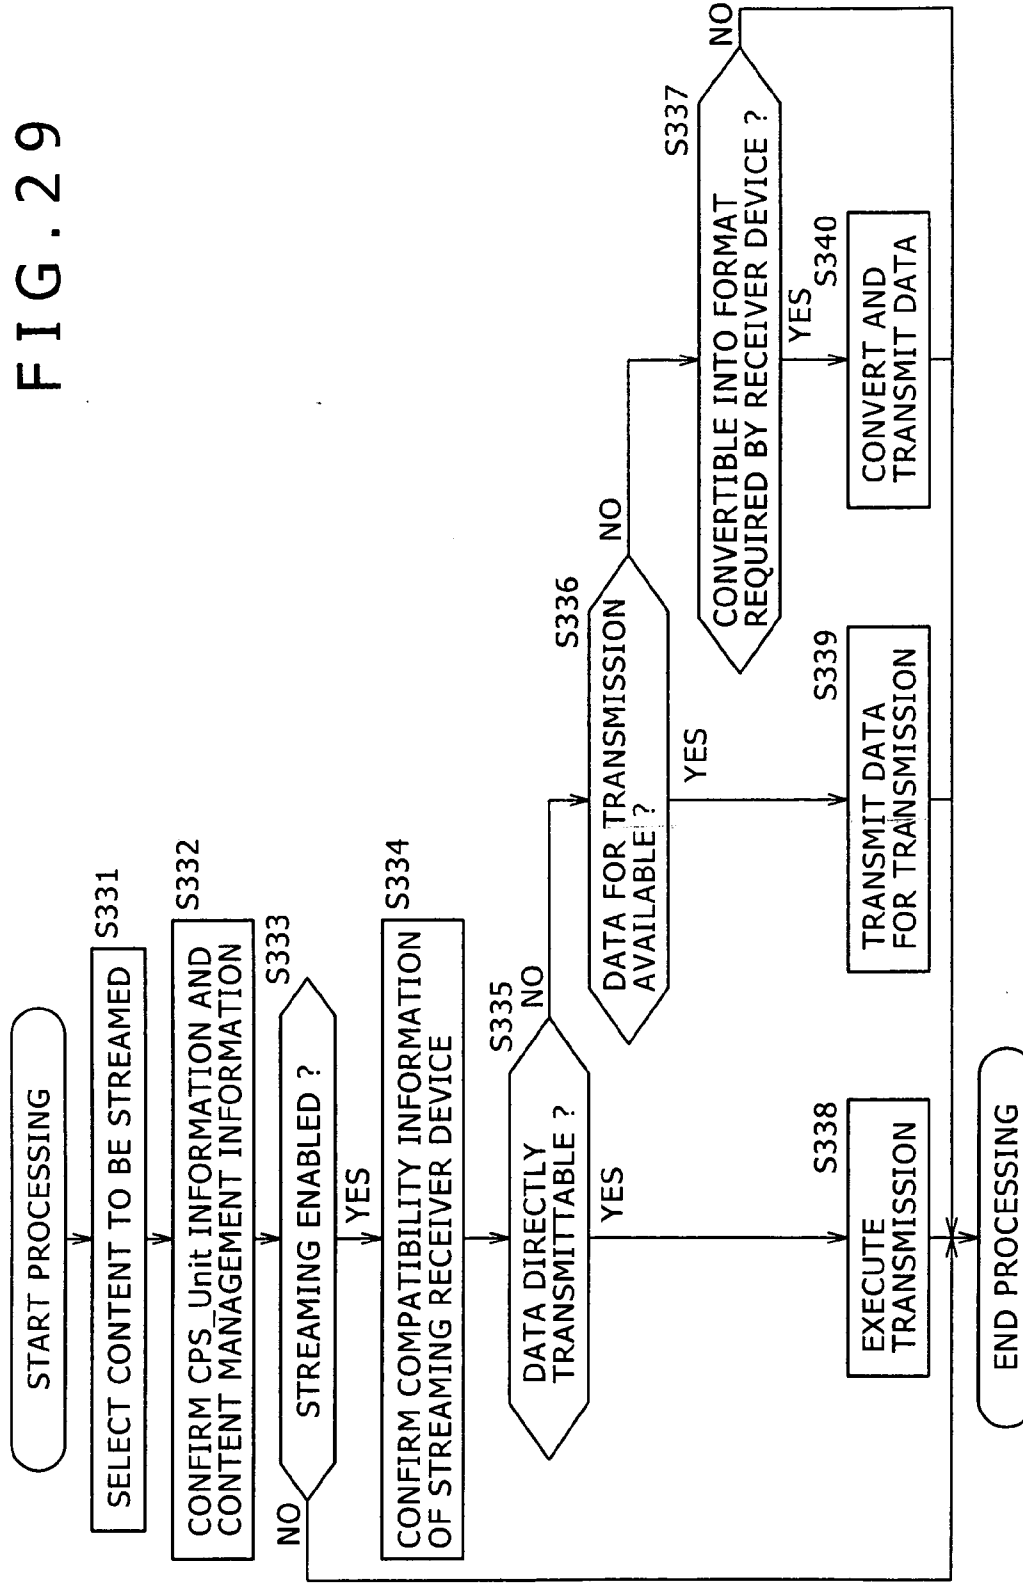 FIG.29
START PROCESSING
S331
SELECT CONTENT TO BE STREAMED
S332
CONFIRM CPS_Unit INFORMATION AND
CONTENT MANAGEMENT INFORMATION
S333
STREAMING ENABLED ?
NO
YES
S334
CONFIRM COMPATIBILITY INFORMATION
OF STREAMING RECEIVER DEVICE
S335
DATA DIRECTLY
TRANSMITTABLE ?
NO
YES
S336
DATA FOR TRANSMISSION
AVAILABLE ?
NO
YES
S337
CONVERTIBLE INTO FORMAT
REQUIRED BY RECEIVER DEVICE ?
NO
YES
S338
EXECUTE
TRANSMISSION
S339
TRANSMIT DATA
FOR TRANSMISSION
S340
CONVERT AND
TRANSMIT DATA
END PROCESSING